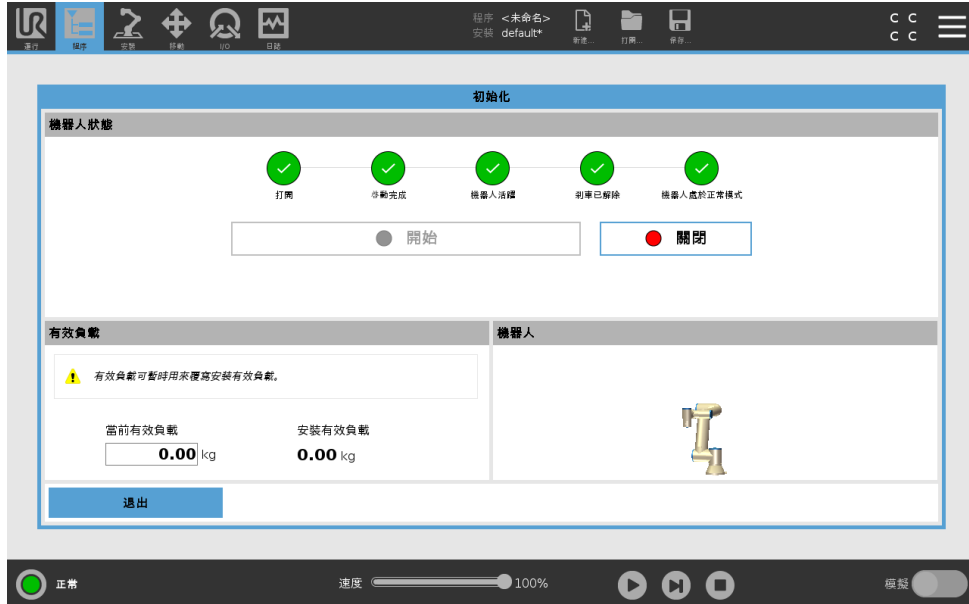 UR
程序 <未命名>
安裝 default*
C C
C C
運行
程序
安裝
移動
I/O
日誌
新建...
打開...
保存...
初始化
機器人狀態
打開
啓動完成
機器人活躍
剎車已解除
機器人處於正常模式
開始
關閉
有效負載
機器人
有效負載可暫時用來覆寫安裝有效負載。
當前有效負載
安裝有效負載
0.00 kg
0.00 kg
退出
正常
速度
100%
模擬